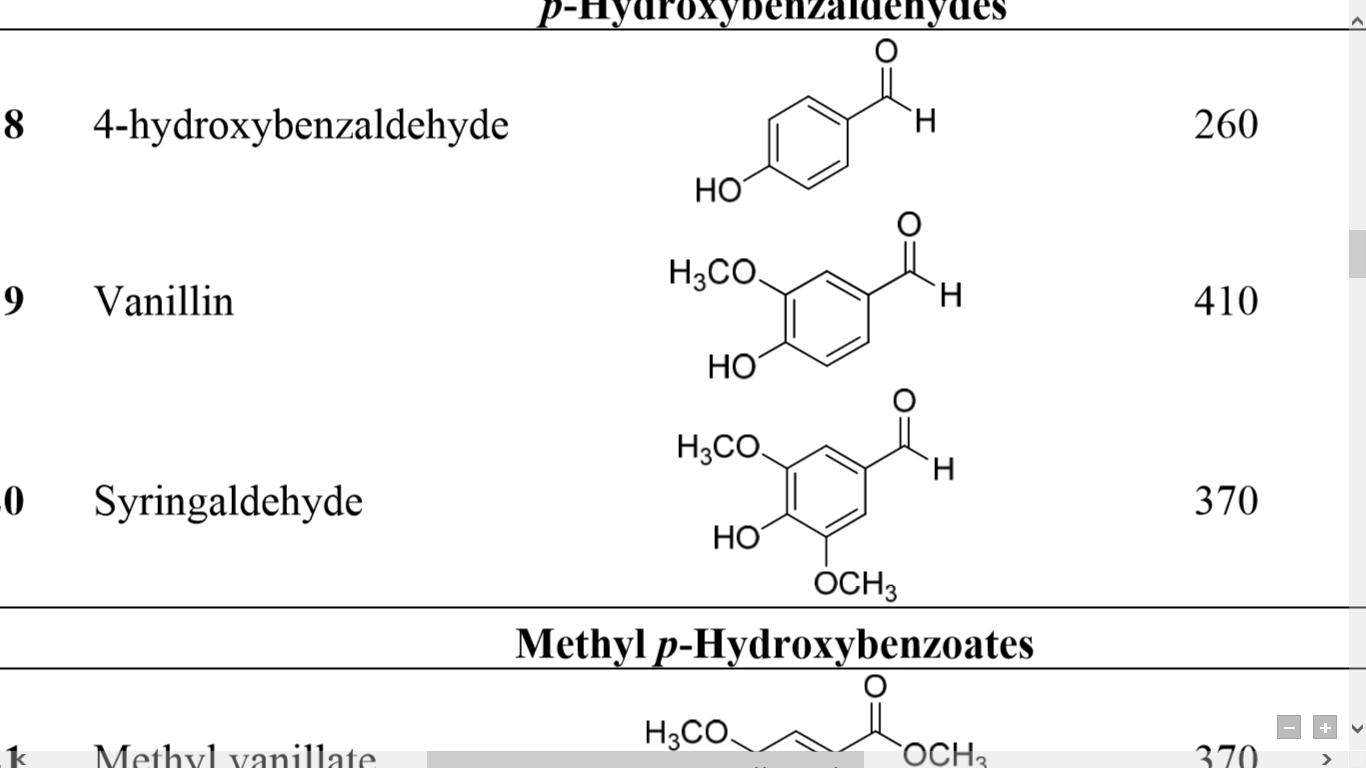 p-Hydroxybenzaldehydes
O
8 4-hydroxybenzaldehyde H 260
HO
O
H₃CO
9 Vanillin H 410
HO
O
H₃CO
H
0 Syringaldehyde 370
HO
OCH₃
Methyl p-Hydroxybenzoates
O
H₃CO
1 Methyl vanillate OCH₃ 370